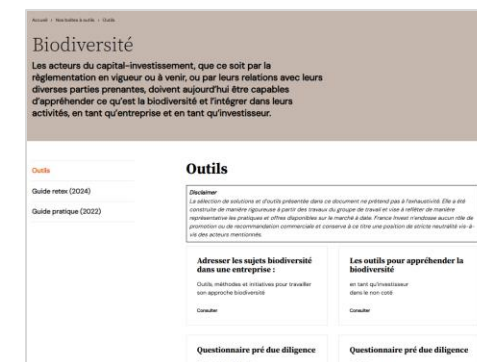 Accueil › Nos boîtes à outils › Outils
Biodiversité
Les acteurs du capital-investissement, que ce soit par la
règlementation en vigueur ou à venir, ou par leurs relations avec leurs
diverses parties prenantes, doivent aujourd'hui être capables
d'appréhender ce qu'est la biodiversité et l'intégrer dans leurs
activités, en tant qu'entreprise et en tant qu'investisseur.
Outils
Guide retex (2024)
Guide pratique (2022)
Outils
Disclaimer
La sélection de solutions et d'outils présentée dans ce document ne prétend pas à l'exhaustivité. Elle a été
construite de manière rigoureuse à partir des travaux du groupe de travail et vise à refléter de manière
représentative les pratiques et offres disponibles sur le marché à date. France Invest n'endosse aucun rôle de
promotion ou de recommandation commerciale et conserve à ce titre une position de stricte neutralité vis-à-
vis des acteurs mentionnés.
Adresser les sujets biodiversité
dans une entreprise :
Outils, méthodes et initiatives pour travailler
son approche biodiversité
Consulter
Les outils pour appréhender la
biodiversité
en tant qu'investisseur
dans le non coté
Consulter
Questionnaire pré due diligence
Questionnaire pré due diligence